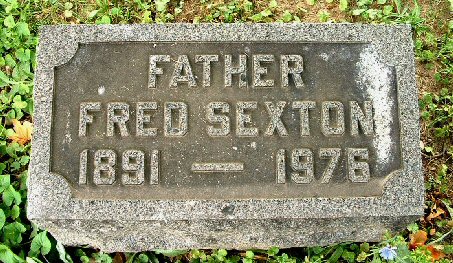 FATHER
FRED SEXTON
1891 — 1976